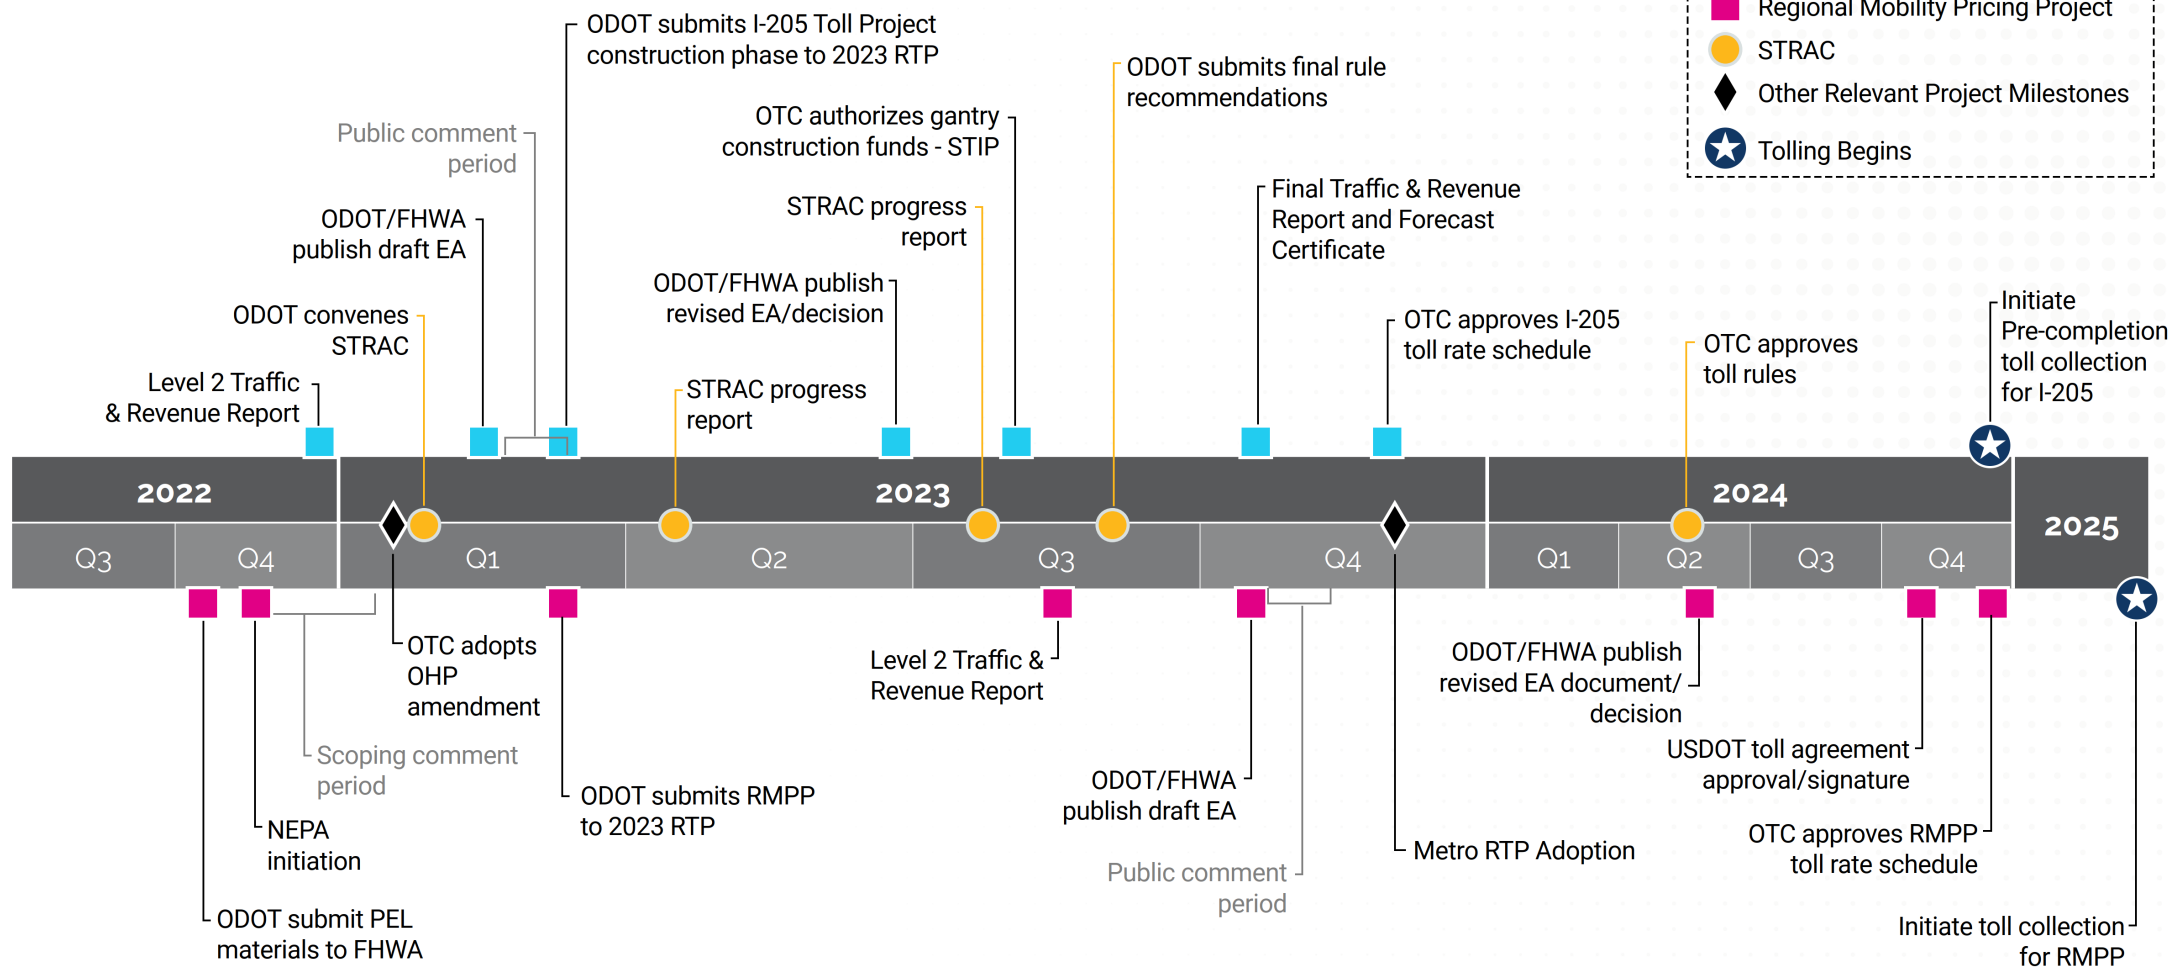 ODOT submits I-205 Toll Project
construction phase to 2023 RTP
Regional Mobility Pricing Project
STRAC
Other Relevant Project Milestones
Tolling Begins
ODOT submits final rule
recommendations
OTC authorizes gantry
construction funds - STIP
Public comment
period
STRAC progress
report
Final Traffic & Revenue
Report and Forecast
Certificate
ODOT/FHWA
publish draft EA
ODOT/FHWA publish
revised EA/decision
ODOT convenes
STRAC
OTC approves I-205
toll rate schedule
OTC approves
toll rules
Initiate
Pre-completion
toll collection
for I-205
Level 2 Traffic
& Revenue Report
STRAC progress
report
2022
2023
2024
2025
Q3
Q4
Q1
Q2
Q3
Q4
Q1
Q2
Q3
Q4
OTC adopts
OHP
amendment
Level 2 Traffic &
Revenue Report
ODOT/FHWA publish
revised EA document/
decision
Scoping comment
period
USDOT toll agreement
approval/signature
ODOT submits RMPP
to 2023 RTP
ODOT/FHWA
publish draft EA
NEPA
initiation
Metro RTP Adoption
OTC approves RMPP
toll rate schedule
Public comment
period
ODOT submit PEL
materials to FHWA
Initiate toll collection
for RMPP